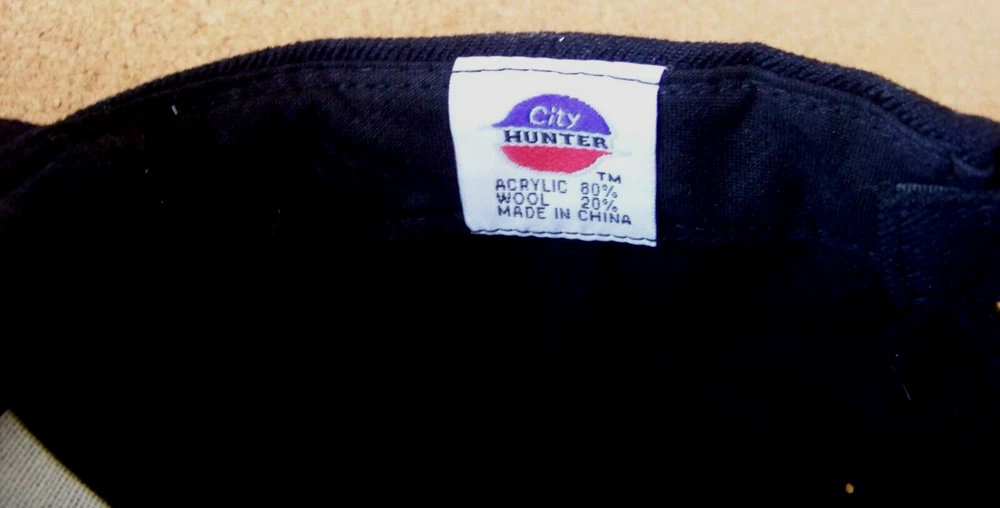 City
HUNTER
TM
ACRYLIC 80%
WOOL 20%
MADE IN CHINA